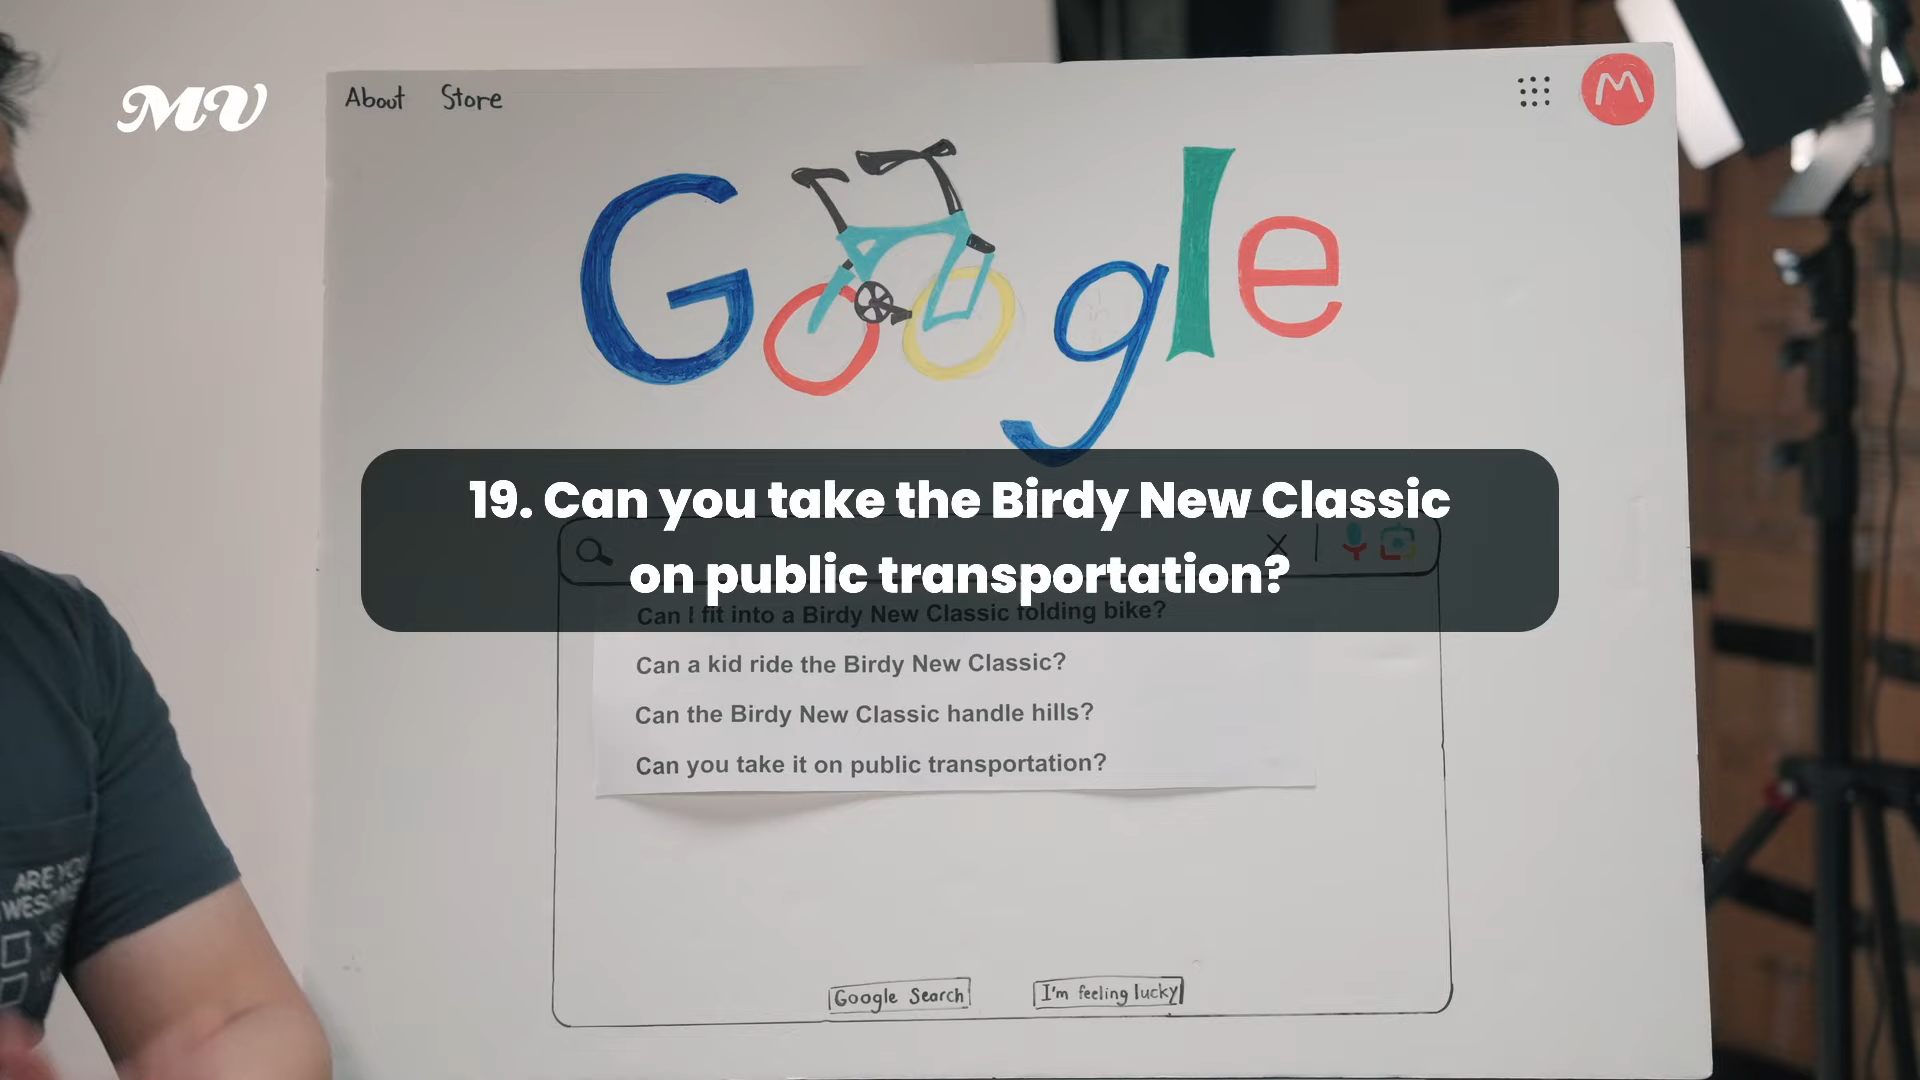 MV
About Store
M
Google
19. Can you take the Birdy New Classic
on public transportation?
Can I fit into a Birdy New Classic folding bike?
Can a kid ride the Birdy New Classic?
Can the Birdy New Classic handle hills?
Can you take it on public transportation?
ARE YOU
Google Search I'm feeling lucky